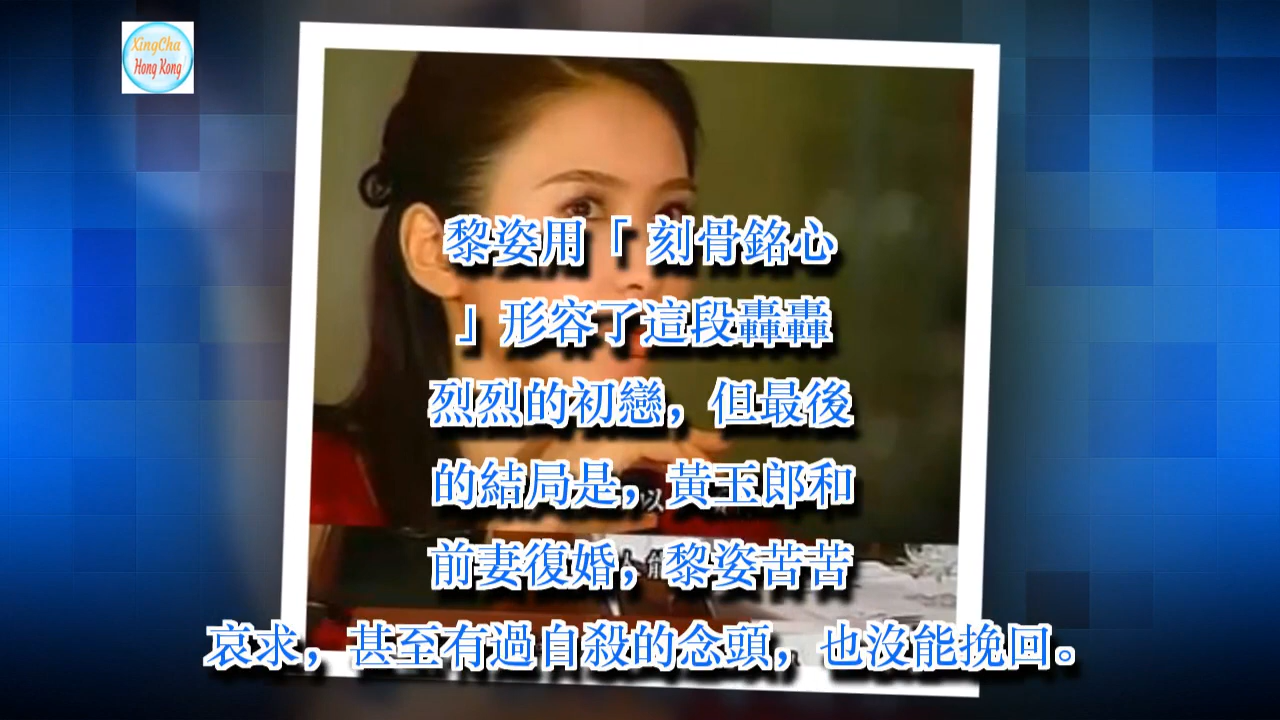 XingCha
Hong Kong
黎姿用「 刻骨銘心
」形容了這段轟轟
烈烈的初戀，但最後
的結局是，黃玉郎和
前妻復婚，黎姿苦苦
哀求，甚至有過自殺的念頭，也沒能挽回。